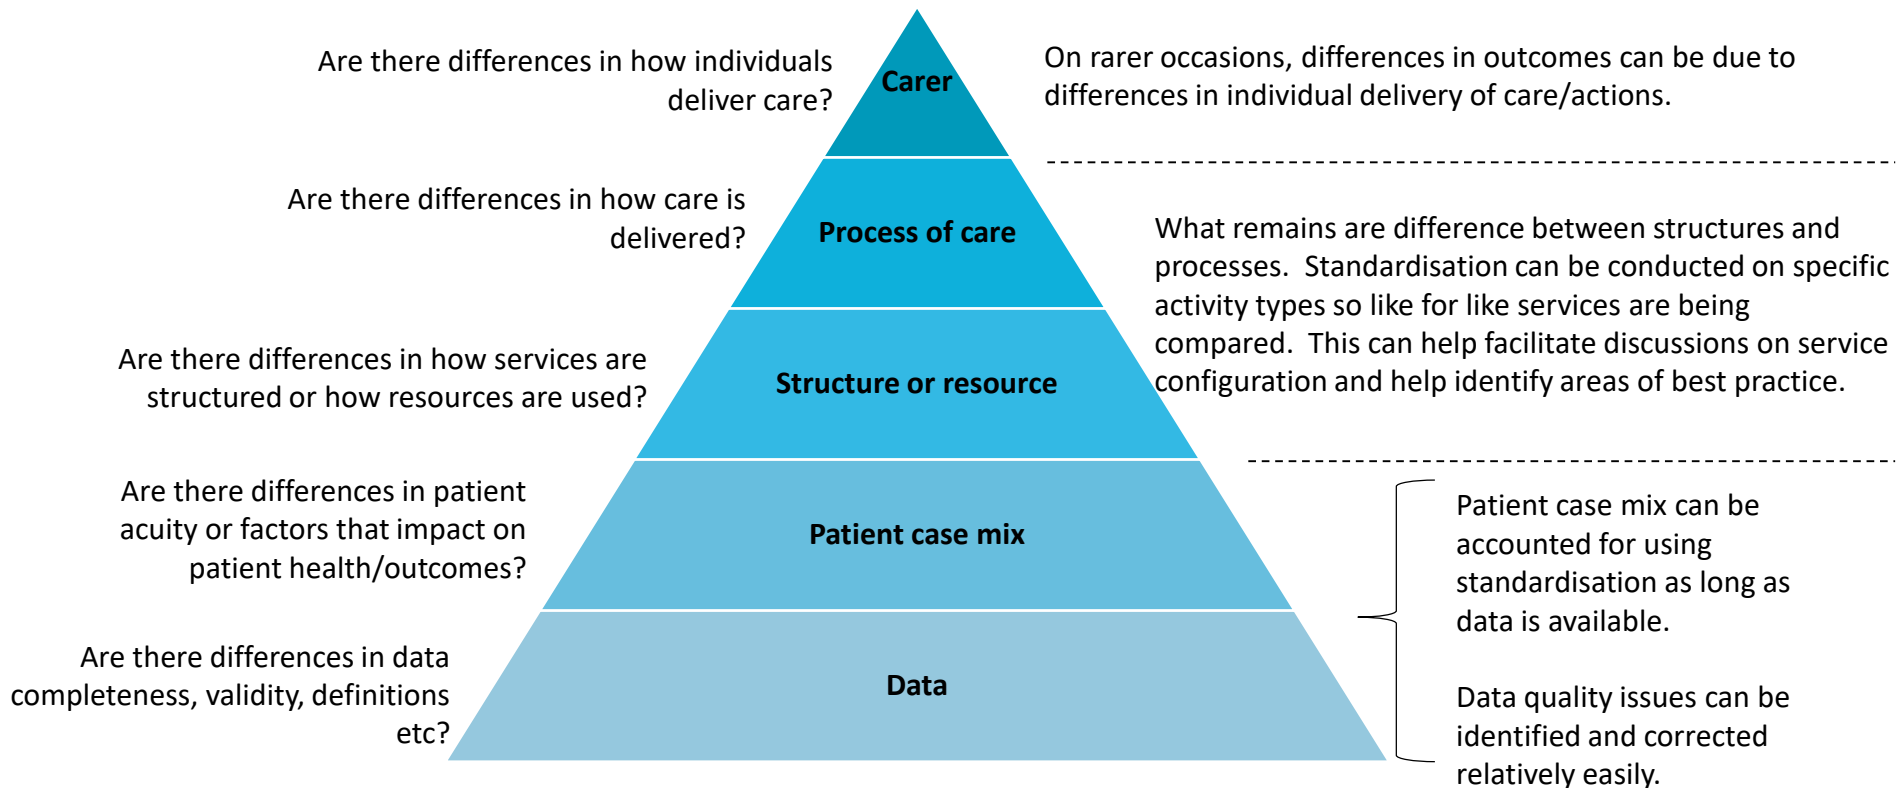 Are there differences in how individuals
deliver care?
Carer
On rarer occasions, differences in outcomes can be due to
differences in individual delivery of care/actions.
Are there differences in how care is
delivered?
Process of care
What remains are difference between structures and
processes.  Standardisation can be conducted on specific
activity types so like for like services are being
compared.  This can help facilitate discussions on service
configuration and help identify areas of best practice.
Are there differences in how services are
structured or how resources are used?
Structure or resource
Are there differences in patient
acuity or factors that impact on
patient health/outcomes?
Patient case mix
Patient case mix can be
accounted for using
standardisation as long as
data is available.
Are there differences in data
completeness, validity, definitions
etc?
Data
Data quality issues can be
identified and corrected
relatively easily.